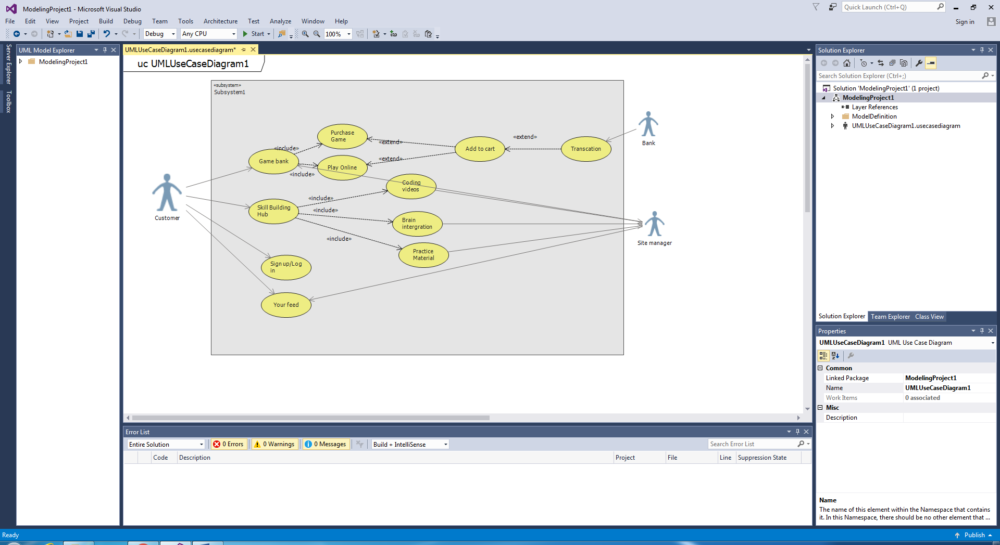 ModelingProject1 - Microsoft Visual Studio
Quick Launch (Ctrl+Q)
File Edit View Project Build Debug Team Tools Architecture Test Analyze Window Help
Sign in
Debug Any CPU Start 100%
Server Explorer
Toolbox
UML Model Explorer
ModelingProject1
UMLUseCaseDiagram1.usecasediagram*
uc UMLUseCaseDiagram1
«subsystem»
Subsystem1
Purchase
Game
«include»
«extend»
«extend»
Add to cart
Transcation
Bank
Game bank
«extend»
Play Online
«include»
Coding
videos
Customer
«include»
Skill Building
Hub
«include»
Brain
intergration
«include»
Site manager
Practice
Material
Sign up/Log
in
Your feed
Error List
Entire Solution 0 Errors 0 Warnings 0 Messages Build + IntelliSense Search Error List
Code Description Project File Line Suppression State
Solution Explorer
Search Solution Explorer (Ctrl+;)
Solution 'ModelingProject1' (1 project)
ModelingProject1
Layer References
ModelDefinition
UMLUseCaseDiagram1.usecasediagram
Solution Explorer Team Explorer Class View
Properties
UMLUseCaseDiagram1 UML Use Case Diagram
Common
Linked Package ModelingProject1
Name UMLUseCaseDiagram1
Work Items 0 associated
Misc
Description
Name
The name of this element within the Namespace that contains
it. In this Namespace, there should be no other element that ...
Ready
Publish